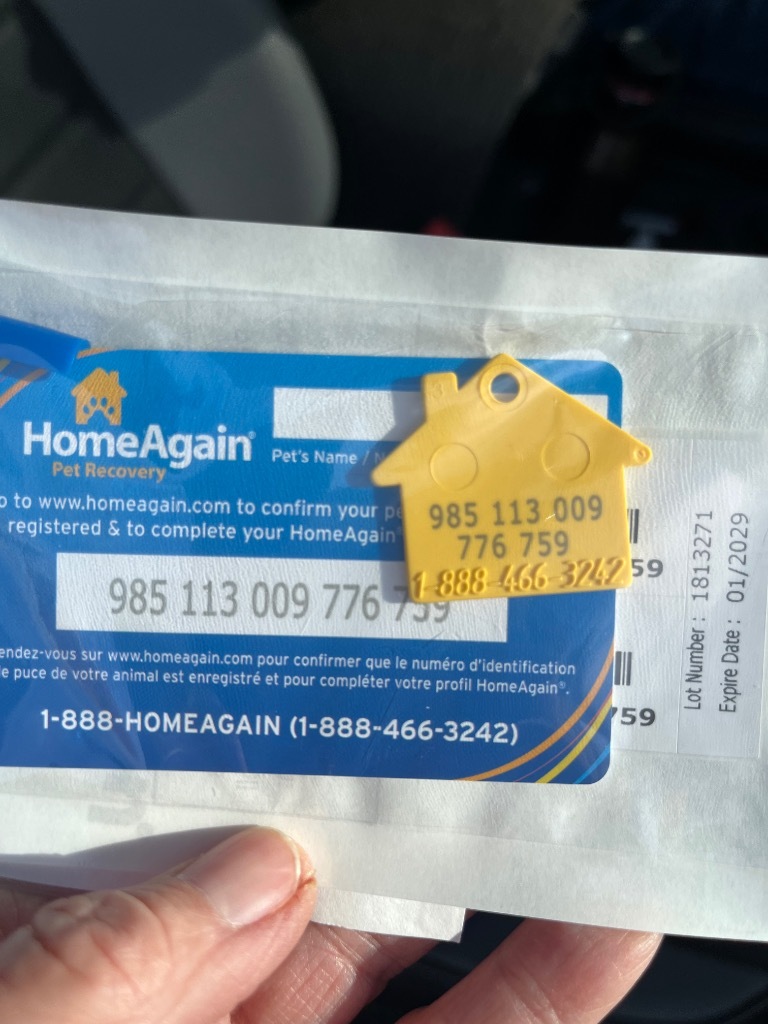 HomeAgain®
Pet Recovery
Pet's Name /
to www.homeagain.com to confirm your
registered & to complete your HomeAgain®
985 113 009 776 759
rendez-vous sur www.homeagain.com pour confirmer que le numéro d'identification
puce de votre animal est enregistré et pour compléter votre profil HomeAgain®.
1-888-HOMEAGAIN (1-888-466-3242)
985 113 009
776 759
1-888-466-3242
59
759
Lot Number : 1813271
Expire Date : 01/2029